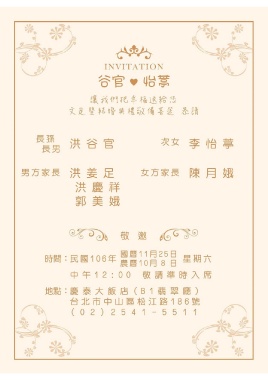 INVITATION
谷官 ♥ 怡夢
讓我們把幸福送給您
文定暨結婚典禮敬備喜筵 恭請
長孫 長男 洪谷官 次女 李怡夢
男方家長 洪姜足 女方家長 陳月娥
洪慶祥
郭美娥
敬邀
時間：民國106年 國曆11月25日 農曆10月8日 星期六
中午12:00 敬請準時入席
地點：慶泰大飯店（B1翡翠廳）
台北市中山區松江路186號
(02)2541-5511